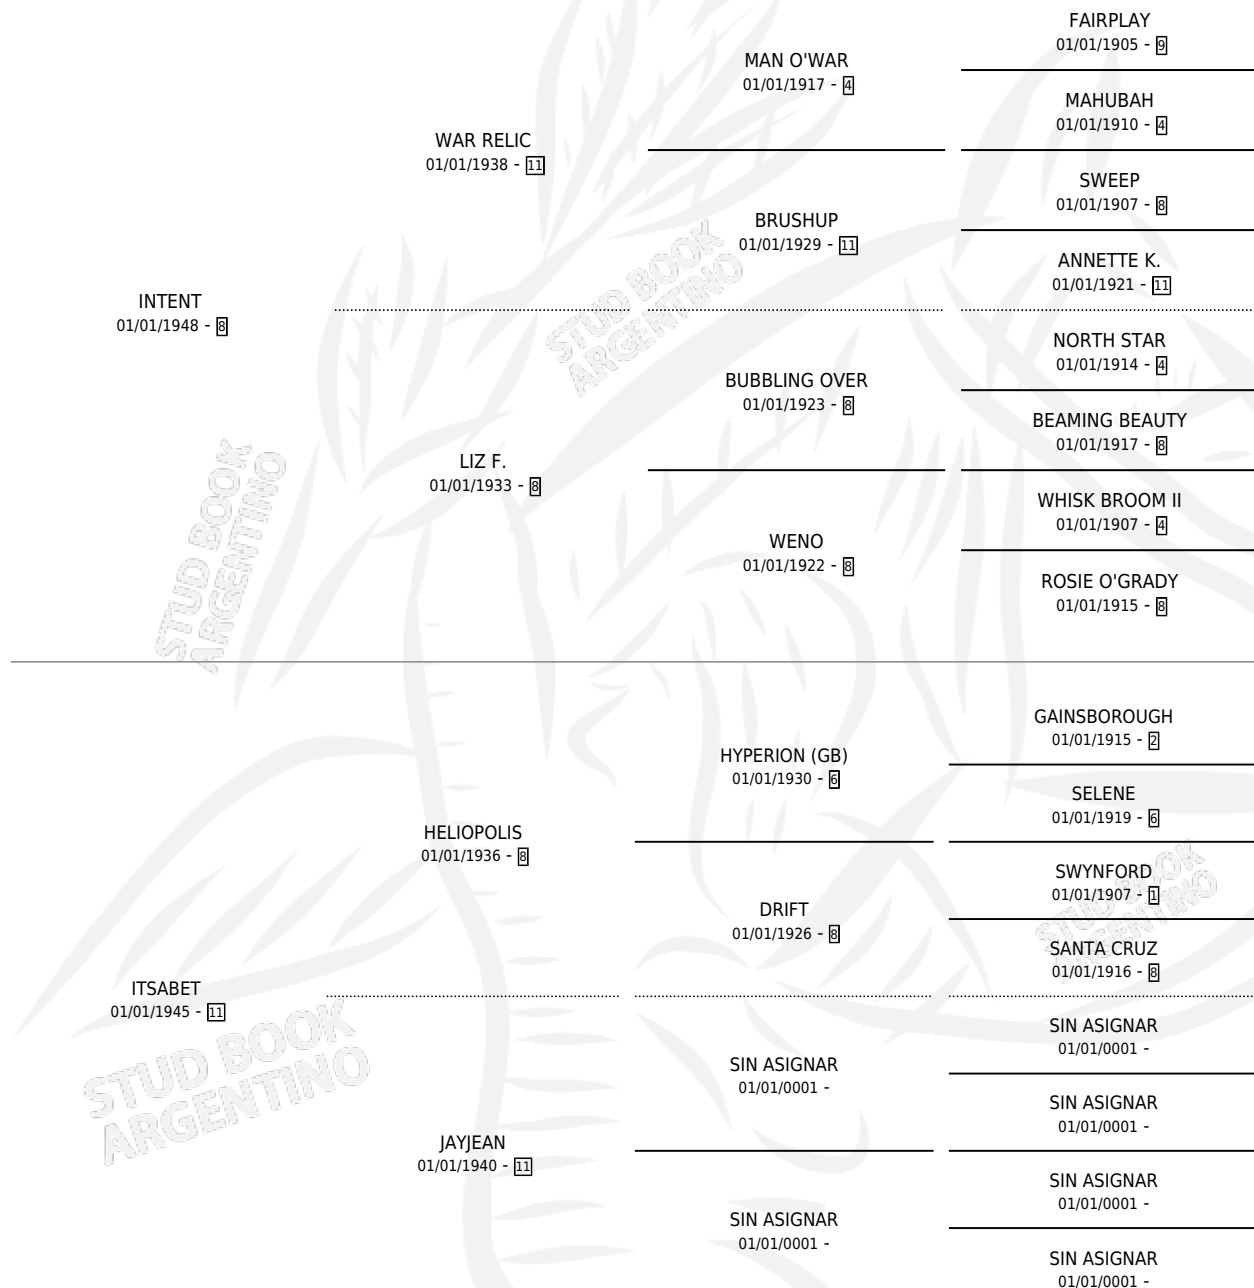 FAIRPLAY
01/01/1905 - 9
MAN O'WAR
01/01/1917 - 4
MAHUBAH
01/01/1910 - 4
WAR RELIC
01/01/1938 - 11
SWEEP
01/01/1907 - 8
BRUSHUP
01/01/1929 - 11
ANNETTE K.
01/01/1921 - 11
INTENT
01/01/1948 - 8
NORTH STAR
01/01/1914 - 4
BUBBLING OVER
01/01/1923 - 8
BEAMING BEAUTY
01/01/1917 - 8
LIZ F.
01/01/1933 - 8
WHISK BROOM II
01/01/1907 - 4
WENO
01/01/1922 - 8
ROSIE O'GRADY
01/01/1915 - 8
GAINSBOROUGH
01/01/1915 - 2
HYPERION (GB)
01/01/1930 - 6
SELENE
01/01/1919 - 6
HELIOPOLIS
01/01/1936 - 8
SWYNFORD
01/01/1907 - 1
DRIFT
01/01/1926 - 8
SANTA CRUZ
01/01/1916 - 8
ITSABET
01/01/1945 - 11
SIN ASIGNAR
01/01/0001 -
SIN ASIGNAR
01/01/0001 -
SIN ASIGNAR
01/01/0001 -
JAYJEAN
01/01/1940 - 11
SIN ASIGNAR
01/01/0001 -
SIN ASIGNAR
01/01/0001 -
SIN ASIGNAR
01/01/0001 -
STUD BOOK
ARGENTINO
STUD BOOK
ARGENTINO
STUD BOOK
ARGENTINO
STUD BOOK
ARGENTINO